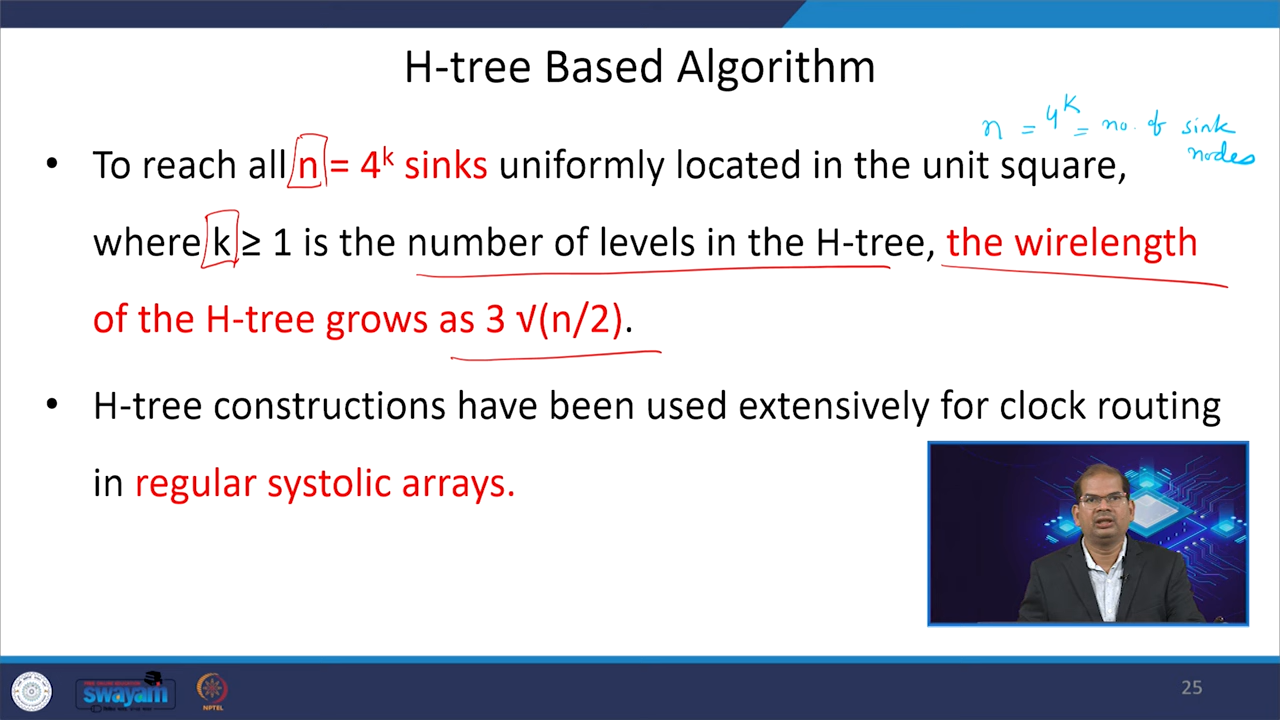 H-tree Based Algorithm
n = 4^k = no. of sink
nodes
• To reach all n = 4^k sinks uniformly located in the unit square,
where k ≥ 1 is the number of levels in the H-tree, the wirelength
of the H-tree grows as 3 √(n/2).
• H-tree constructions have been used extensively for clock routing
in regular systolic arrays.
swayam
NPTEL
25